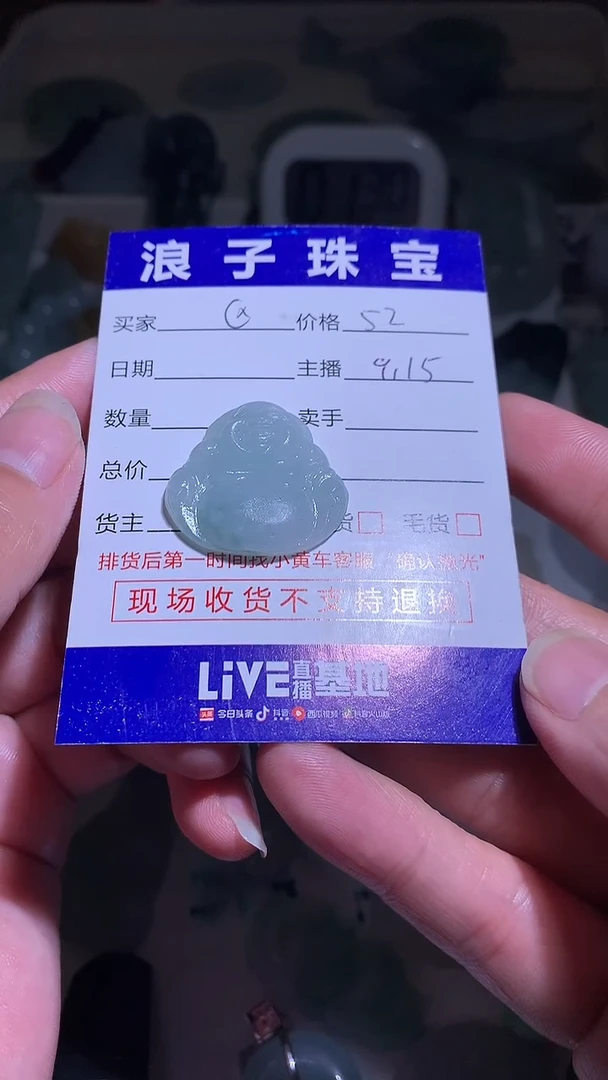 浪子珠宝
买家 ⓧ 价格 52
日期 主播 9.15
数量 卖手
总价
货主 货 毛货
排货后第一时间找小黄车客服 "确认激光"
现场收货不支持退换
LiVE直播基地
头条 今日头条 抖音 西瓜视频 抖音火山版